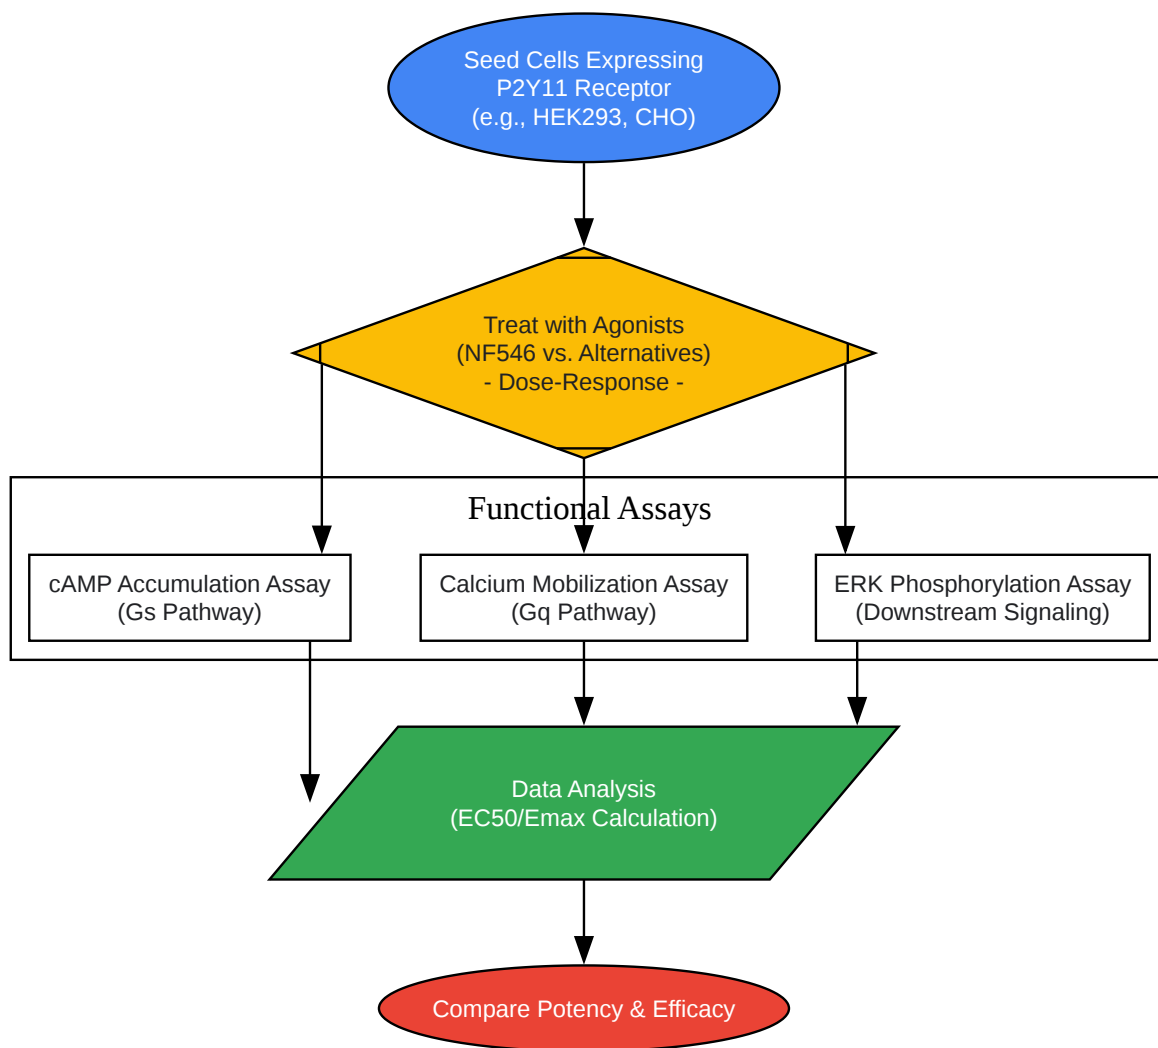 Seed Cells Expressing
P2Y11 Receptor
(e.g., HEK293, CHO)
Treat with Agonists
(NF546 vs. Alternatives)
- Dose-Response -
Functional Assays
cAMP Accumulation Assay
(Gs Pathway)
Calcium Mobilization Assay
(Gq Pathway)
ERK Phosphorylation Assay
(Downstream Signaling)
Data Analysis
(EC50/Emax Calculation)
Compare Potency & Efficacy